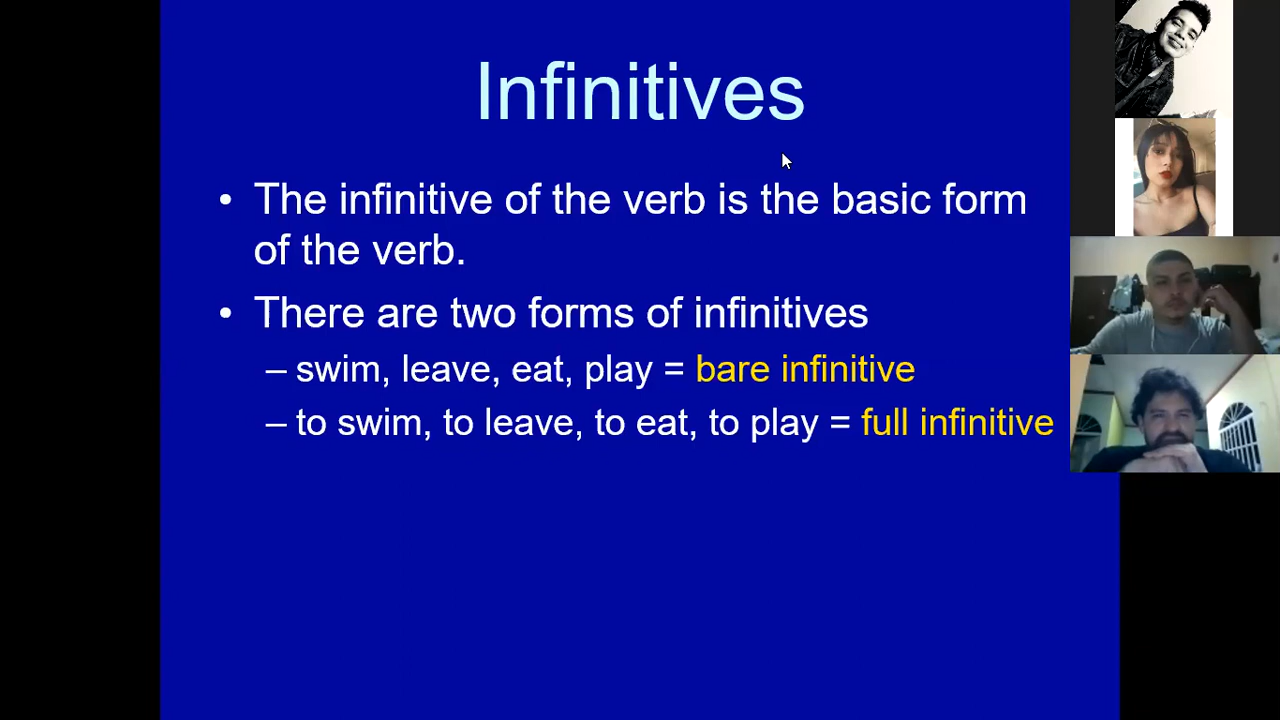 Infinitives
• The infinitive of the verb is the basic form
of the verb.
• There are two forms of infinitives
– swim, leave, eat, play = bare infinitive
– to swim, to leave, to eat, to play = full infinitive